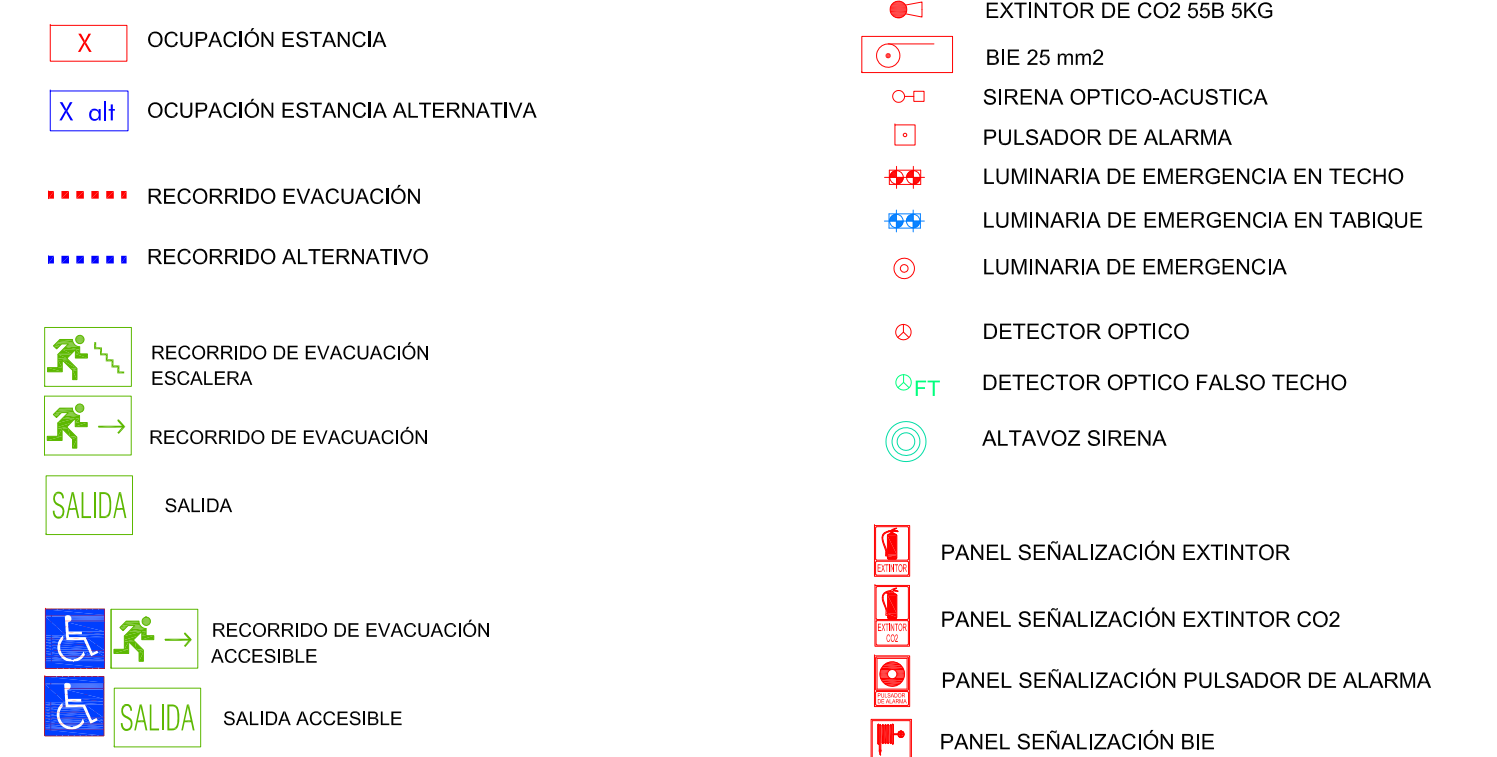 X
OCUPACIÓN ESTANCIA
X alt
OCUPACIÓN ESTANCIA ALTERNATIVA
RECORRIDO EVACUACIÓN
RECORRIDO ALTERNATIVO
RECORRIDO DE EVACUACIÓN
ESCALERA
RECORRIDO DE EVACUACIÓN
SALIDA
SALIDA
RECORRIDO DE EVACUACIÓN
ACCESIBLE
SALIDA
SALIDA ACCESIBLE
EXTINTOR DE CO2 55B 5KG
BIE 25 mm2
SIRENA OPTICO-ACUSTICA
PULSADOR DE ALARMA
LUMINARIA DE EMERGENCIA EN TECHO
LUMINARIA DE EMERGENCIA EN TABIQUE
LUMINARIA DE EMERGENCIA
DETECTOR OPTICO
FT
DETECTOR OPTICO FALSO TECHO
ALTAVOZ SIRENA
EXTINTOR
PANEL SEÑALIZACIÓN EXTINTOR
EXTINTOR
CO2
PANEL SEÑALIZACIÓN EXTINTOR CO2
PULSADOR
DE ALARMA
PANEL SEÑALIZACIÓN PULSADOR DE ALARMA
PANEL SEÑALIZACIÓN BIE